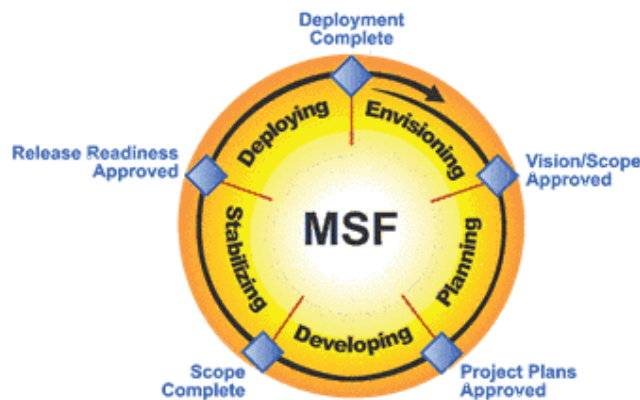 Deployment
Complete
Deploying
Envisioning
Release Readiness
Approved
Vision/Scope
Approved
MSF
Stabilizing
Planning
Developing
Scope
Complete
Project Plans
Approved